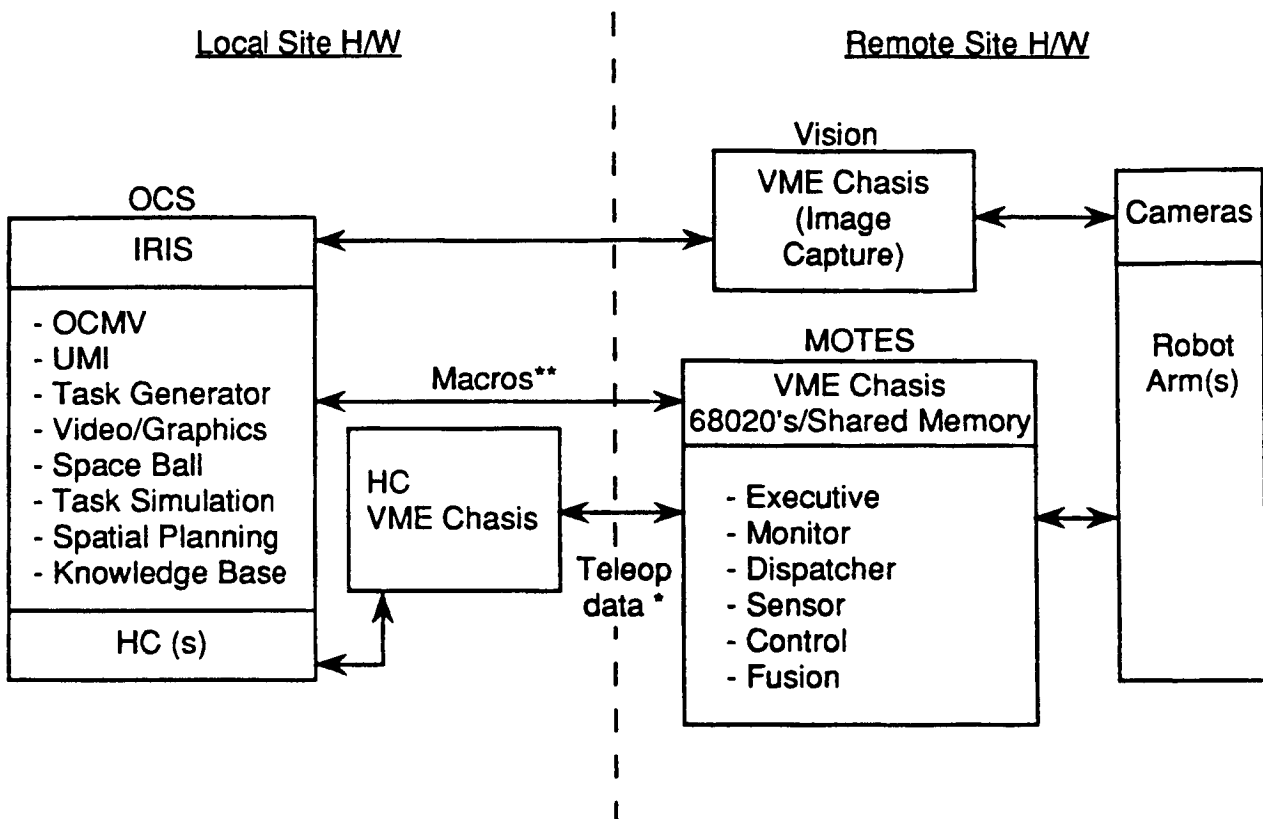 Local Site H/W
Remote Site H/W
OCS
IRIS
- OCMV
- UMI
- Task Generator
- Video/Graphics
- Space Ball
- Task Simulation
- Spatial Planning
- Knowledge Base
HC (s)
Macros**
HC
VME Chasis
Teleop
data *
Vision
VME Chasis
(Image
Capture)
MOTES
VME Chasis
68020's/Shared Memory
- Executive
- Monitor
- Dispatcher
- Sensor
- Control
- Fusion
Cameras
Robot
Arm(s)